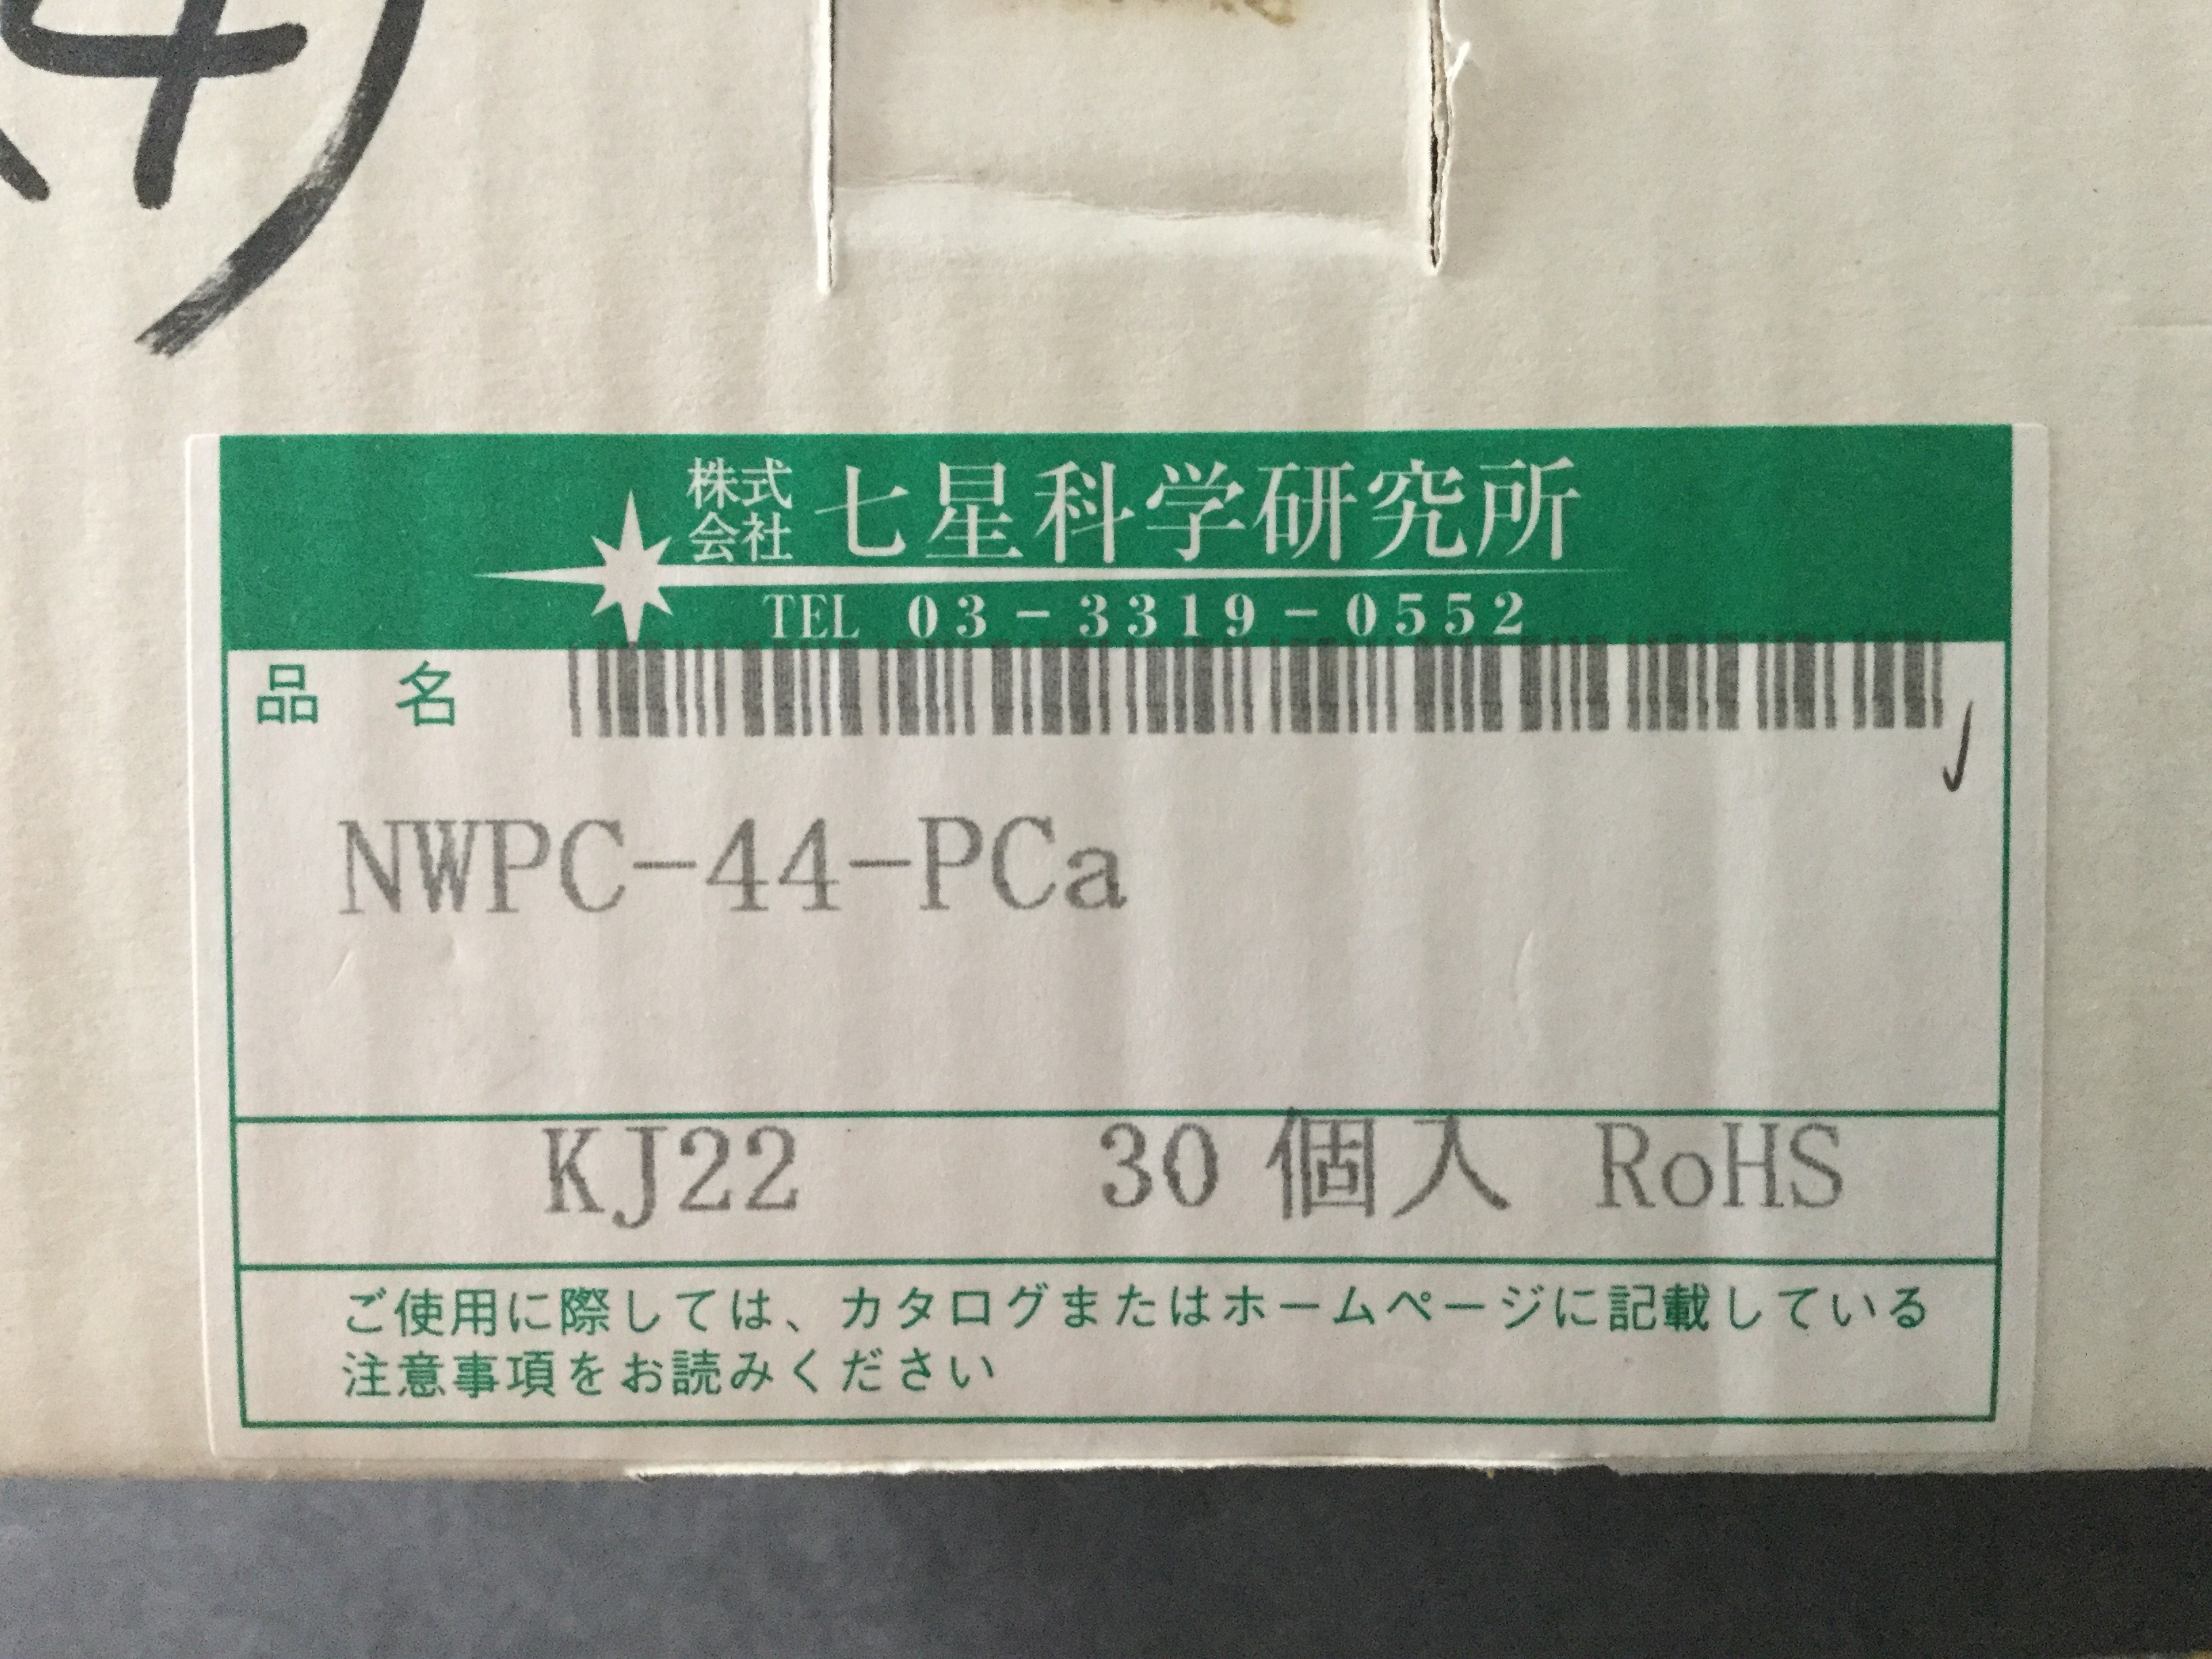 4)
株式
会社 七星科学研究所
TEL 03-3319-0552
品 名
NWPC-44-PCa
KJ22 30 個入 RoHS
ご使用に際しては、カタログまたはホームページに記載している
注意事項をお読みください